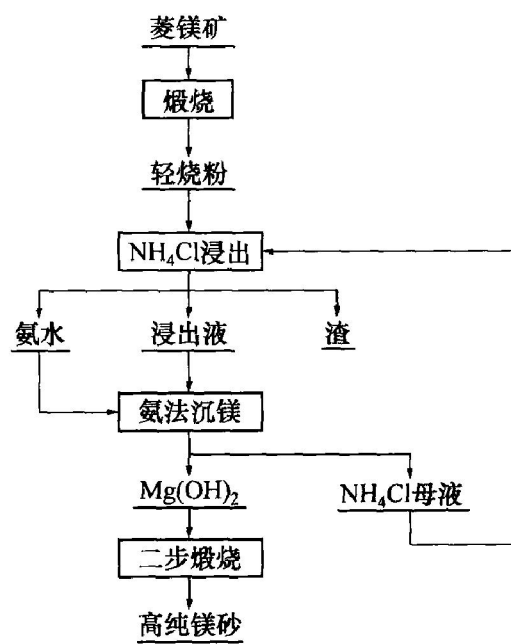 菱镁矿
煅烧
轻烧粉
NH₄Cl浸出
氨水
浸出液
渣
氨法沉镁
Mg(OH)₂
NH₄Cl母液
二步煅烧
高纯镁砂